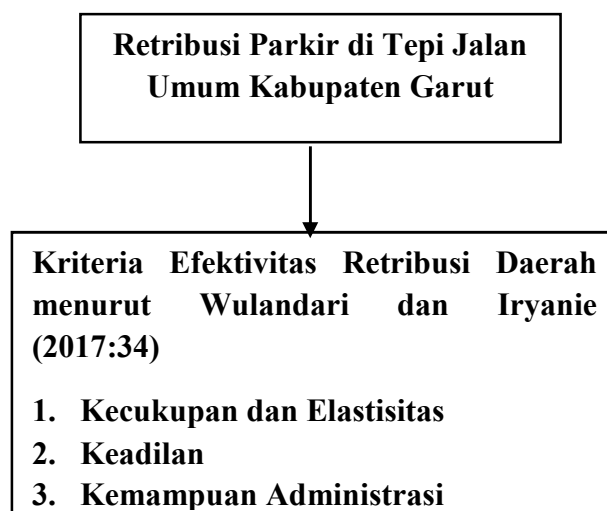 Retribusi Parkir di Tepi Jalan
Umum Kabupaten Garut
Kriteria Efektivitas Retribusi Daerah
menurut Wulandari dan Iryanie
(2017:34)
1. Kecukupan dan Elastisitas
2. Keadilan
3. Kemampuan Administrasi